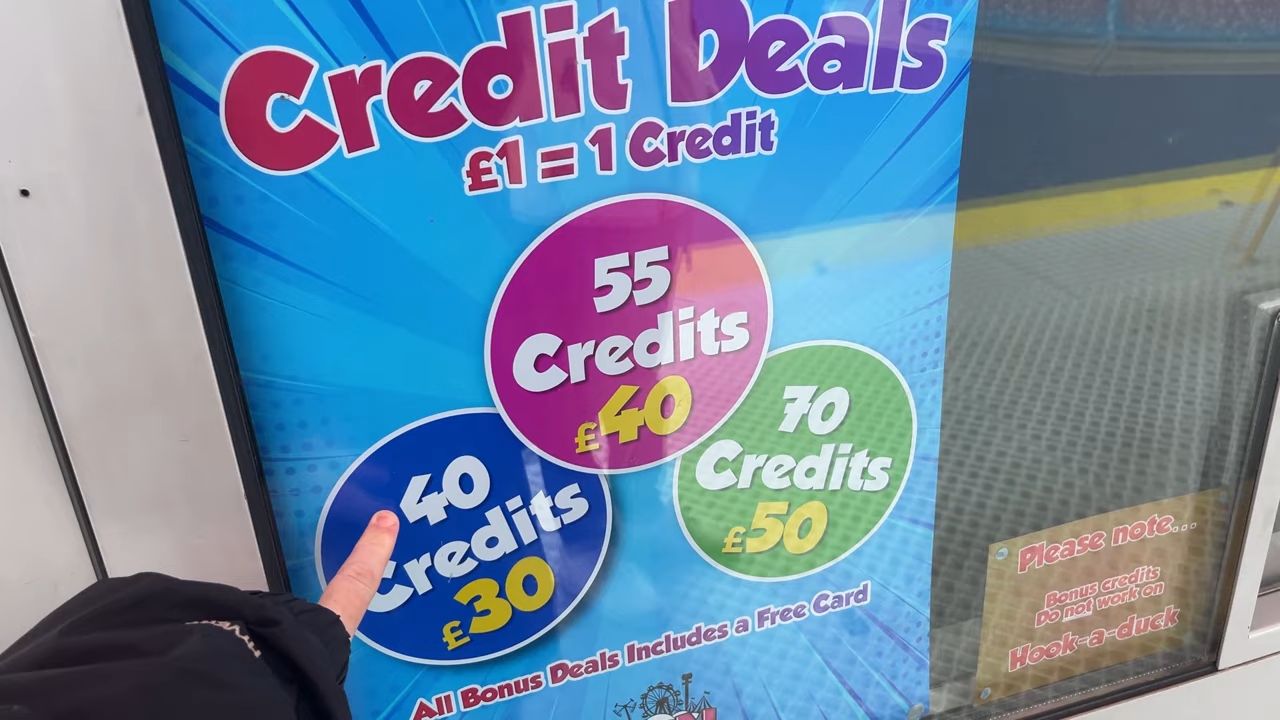 Credit Deals
£1 = 1 Credit
55
Credits
£40
40
Credits
£30
70
Credits
£50
All Bonus Deals Includes a Free Card
Please note...
Bonus credits
Do not work on
Hook-a-duck